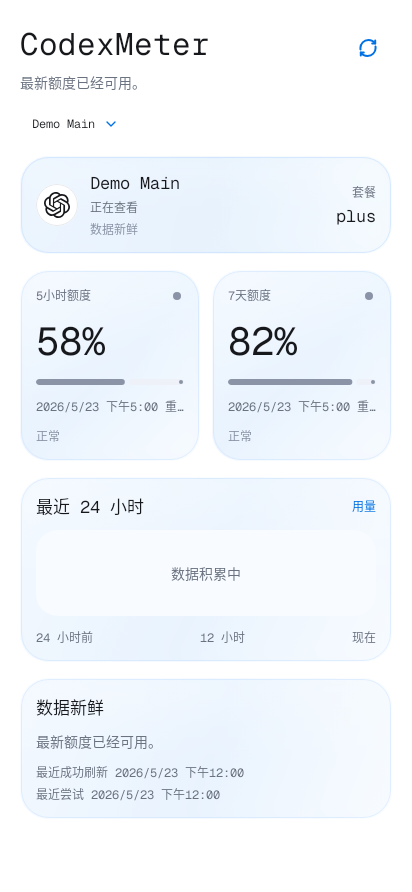 CodexMeter
最新额度已经可用。
Demo Main
Demo Main
正在查看
数据新鲜
套餐
plus
5小时额度
58%
2026/5/23 下午5:00 重…
正常
7天额度
82%
2026/5/23 下午5:00 重…
正常
最近 24 小时
用量
数据积累中
24 小时前
12 小时
现在
数据新鲜
最新额度已经可用。
最近成功刷新 2026/5/23 下午12:00
最近尝试 2026/5/23 下午12:00